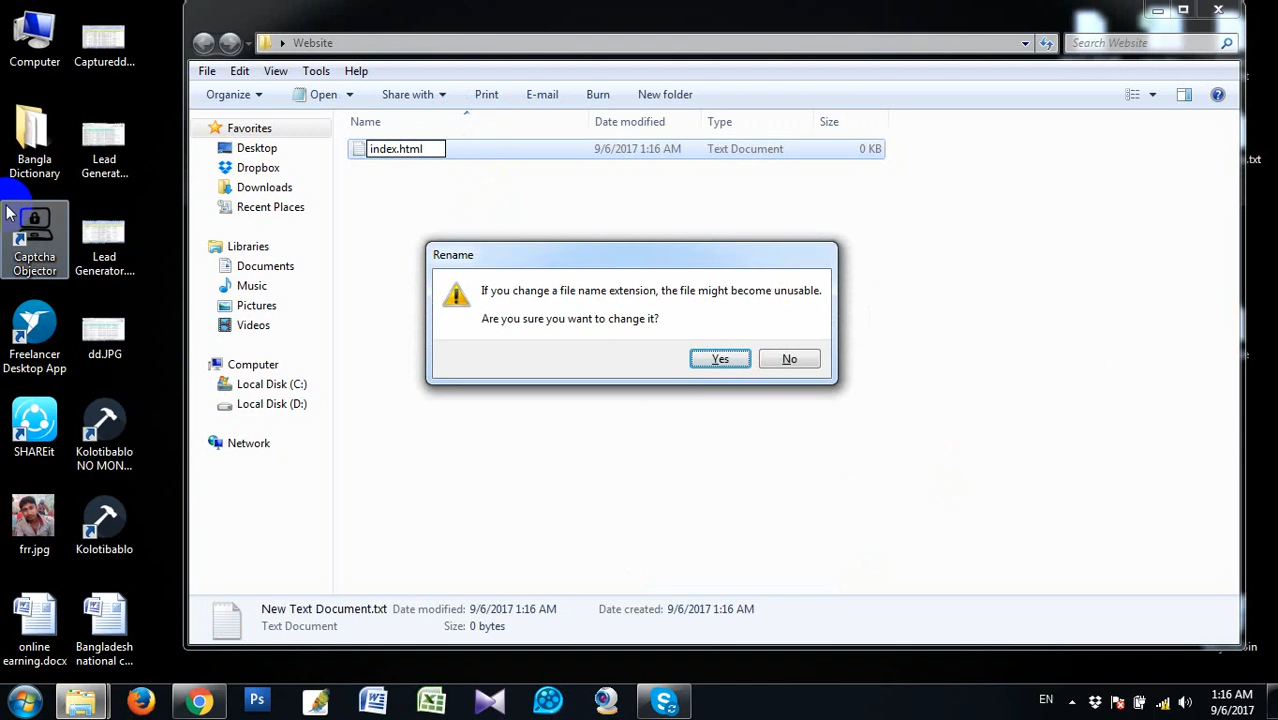 Computer
Capturedd...
Bangla
Dictionary
Lead
Generat...
Captcha
Objector
Lead
Generator....
Freelancer
Desktop App
dd.JPG
SHAREit
Kolotibablo
NO MON...
frr.jpg
Kolotibablo
online
earning.docx
Bangladesh
national c...
Website
Search Website
File Edit View Tools Help
Organize Open Share with Print E-mail Burn New folder
Name Date modified Type Size
index.html 9/6/2017 1:16 AM Text Document 0 KB
Favorites
Desktop
Dropbox
Downloads
Recent Places
Libraries
Documents
Music
Pictures
Videos
Computer
Local Disk (C:)
Local Disk (D:)
Network
Rename
If you change a file name extension, the file might become unusable.
Are you sure you want to change it?
Yes No
New Text Document.txt Date modified: 9/6/2017 1:16 AM Date created: 9/6/2017 1:16 AM
Text Document Size: 0 bytes
.txt
Ps
EN
1:16 AM
9/6/2017